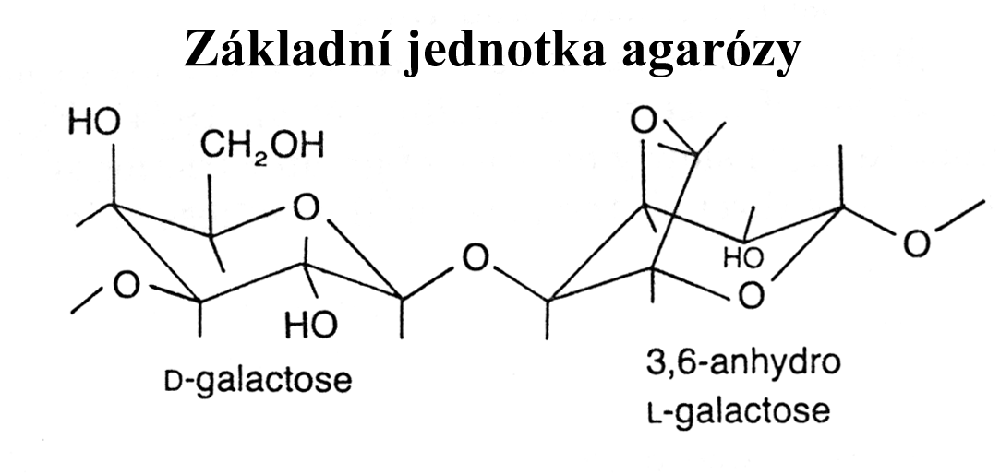 Základní jednotka agarózy
HO
CH₂OH
O
O
O
HO
D-galactose
O
HO
O
O
3,6-anhydro
L-galactose